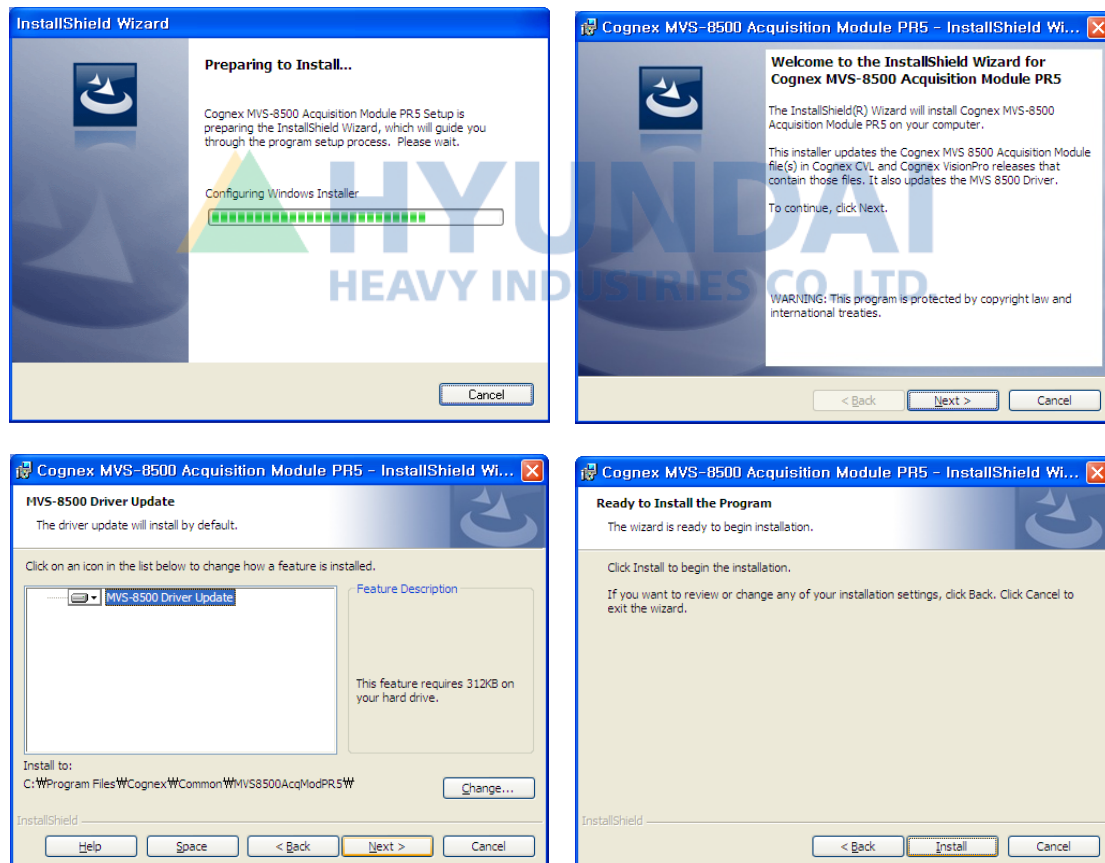 InstallShield Wizard
Preparing to Install...
Cognex MVS-8500 Acquisition Module PR5 Setup is
preparing the InstallShield Wizard, which will guide you
through the program setup process.  Please wait.
Configuring Windows Installer
Cancel
Cognex MVS-8500 Acquisition Module PR5 - InstallShield Wi...
Welcome to the InstallShield Wizard for
Cognex MVS-8500 Acquisition Module PR5
The InstallShield(R) Wizard will install Cognex MVS-8500
Acquisition Module PR5 on your computer.
This installer updates the Cognex MVS 8500 Acquisition Module
file(s) in Cognex CVL and Cognex VisionPro releases that
contain those files. It also updates the MVS 8500 Driver.
To continue, click Next.
WARNING: This program is protected by copyright law and
international treaties.
< Back
Next >
Cancel
HYUNDAI
HEAVY INDUSTRIES CO.,LTD.
Cognex MVS-8500 Acquisition Module PR5 - InstallShield Wi...
MVS-8500 Driver Update
The driver update will install by default.
Click on an icon in the list below to change how a feature is installed.
MVS-8500 Driver Update
Feature Description
This feature requires 312KB on
your hard drive.
Install to:
C:₩Program Files₩Cognex₩Common₩MVS8500AcqModPR5₩
Change...
InstallShield
Help
Space
< Back
Next >
Cancel
Cognex MVS-8500 Acquisition Module PR5 - InstallShield Wi...
Ready to Install the Program
The wizard is ready to begin installation.
Click Install to begin the installation.
If you want to review or change any of your installation settings, click Back. Click Cancel to
exit the wizard.
InstallShield
< Back
Install
Cancel